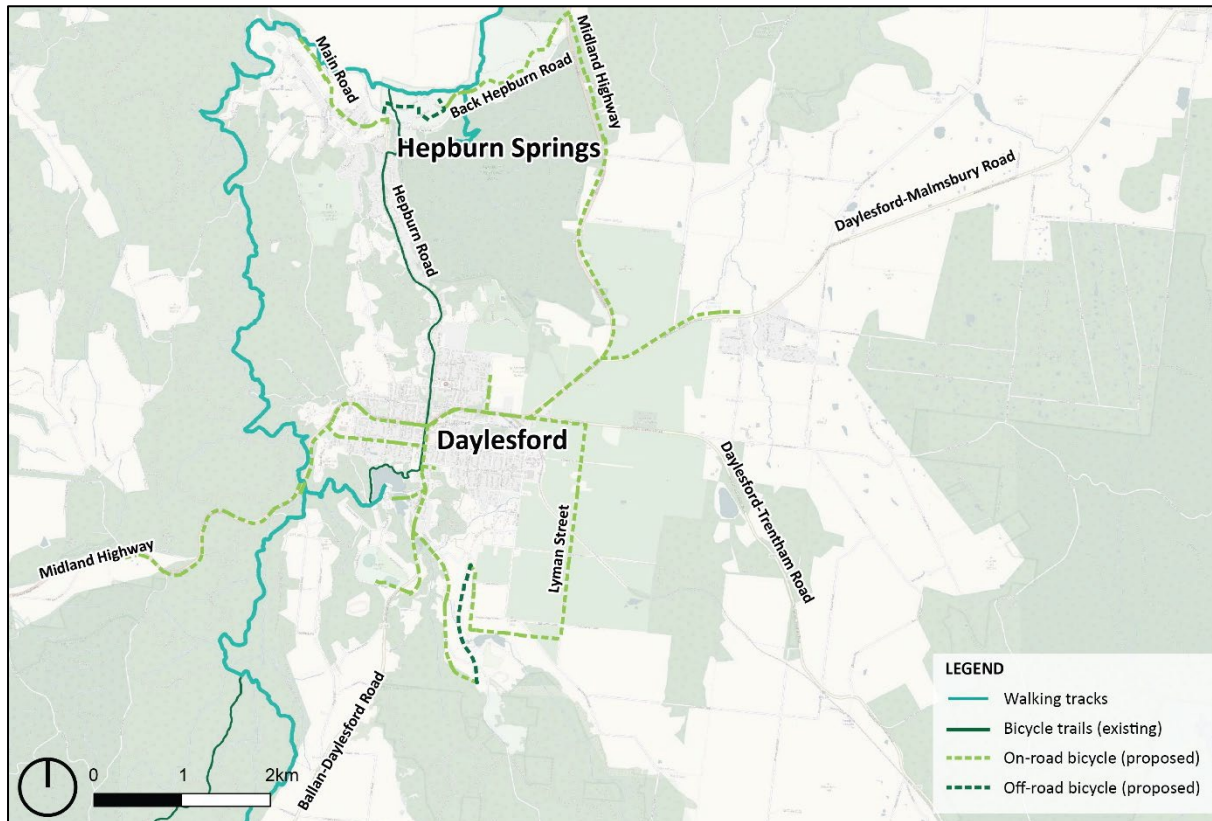 Main Road
Midland Highway
Back Hepburn Road
Hepburn Springs
Daylesford-Malmsbury Road
Hepburn Road
Daylesford
Daylesford-Trentham Road
Lyman Street
Midland Highway
Ballan-Daylesford Road
LEGEND
Walking tracks
Bicycle trails (existing)
On-road bicycle (proposed)
Off-road bicycle (proposed)
0 1 2km